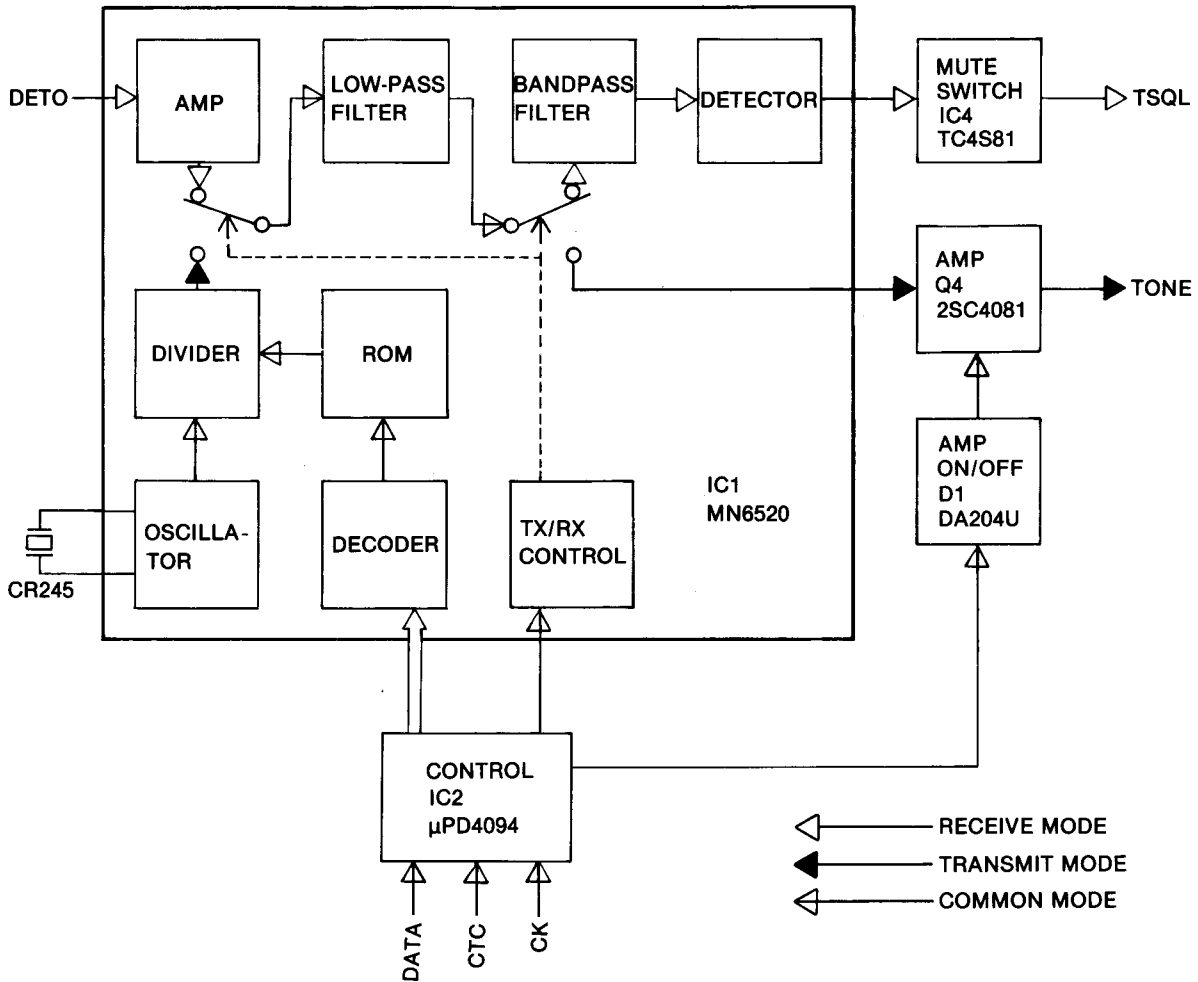 DETO
AMP
LOW-PASS
FILTER
BANDPASS
FILTER
DETECTOR
MUTE
SWITCH
IC4
TC4S81
TSQL
DIVIDER
ROM
AMP
Q4
2SC4081
TONE
OSCILLA-
TOR
CR245
DECODER
TX/RX
CONTROL
IC1
MN6520
AMP
ON/OFF
D1
DA204U
CONTROL
IC2
µPD4094
DATA
CTC
CK
RECEIVE MODE
TRANSMIT MODE
COMMON MODE